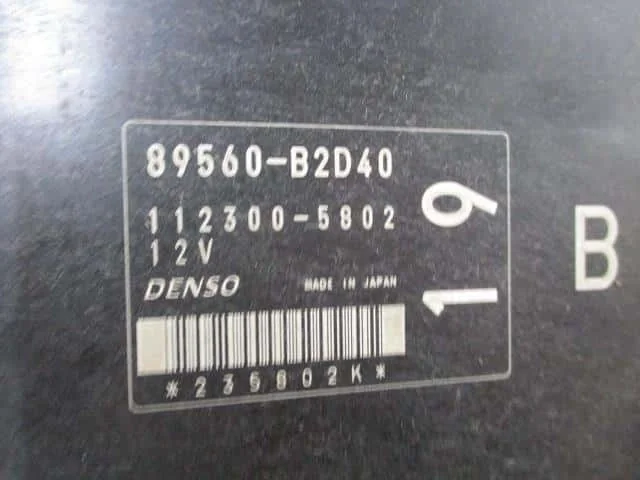 89560-B2D40
112300-5802
12V
DENSO MADE IN JAPAN
*235802K*
19
B